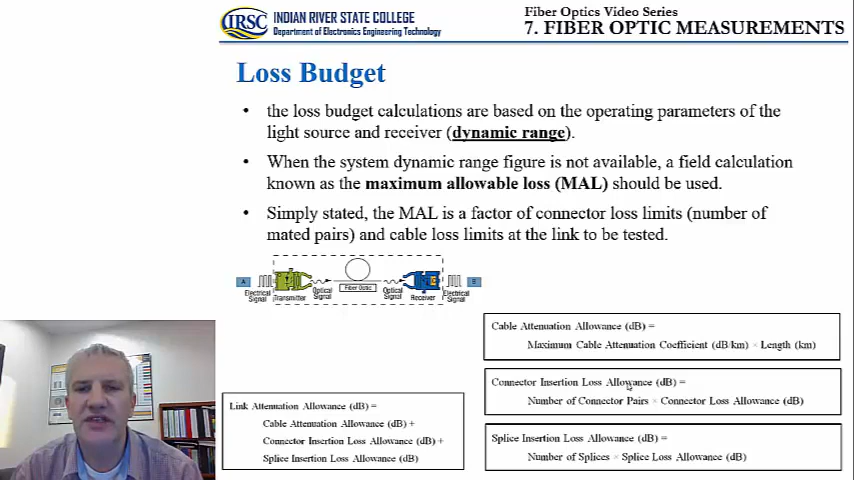 IRSC
INDIAN RIVER STATE COLLEGE
Department of Electronics Engineering Technology
Fiber Optics Video Series
7. FIBER OPTIC MEASUREMENTS
Loss Budget
• the loss budget calculations are based on the operating parameters of the
light source and receiver (dynamic range).
• When the system dynamic range figure is not available, a field calculation
known as the maximum allowable loss (MAL) should be used.
• Simply stated, the MAL is a factor of connector loss limits (number of
mated pairs) and cable loss limits at the link to be tested.
A
Electrical
Signal
Transmitter
Optical
Signal
Fiber Optic
Optical
Signal
Receiver
Electrical
Signal
B
Cable Attenuation Allowance (dB) =
Maximum Cable Attenuation Coefficient (dB/km) × Length (km)
Connector Insertion Loss Allowance (dB) =
Number of Connector Pairs × Connector Loss Allowance (dB)
Link Attenuation Allowance (dB) =
Cable Attenuation Allowance (dB) +
Connector Insertion Loss Allowance (dB) +
Splice Insertion Loss Allowance (dB)
Splice Insertion Loss Allowance (dB) =
Number of Splices × Splice Loss Allowance (dB)